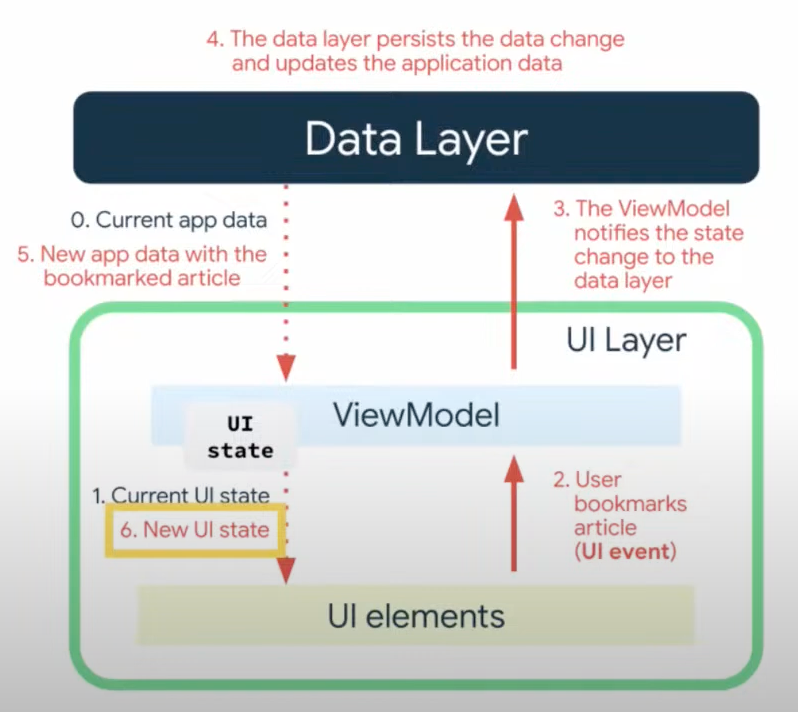 4. The data layer persists the data change
and updates the application data
Data Layer
0. Current app data
5. New app data with the
bookmarked article
3. The ViewModel
notifies the state
change to the
data layer
UI Layer
ViewModel
UI
state
1. Current UI state
6. New UI state
2. User
bookmarks
article
(UI event)
UI elements